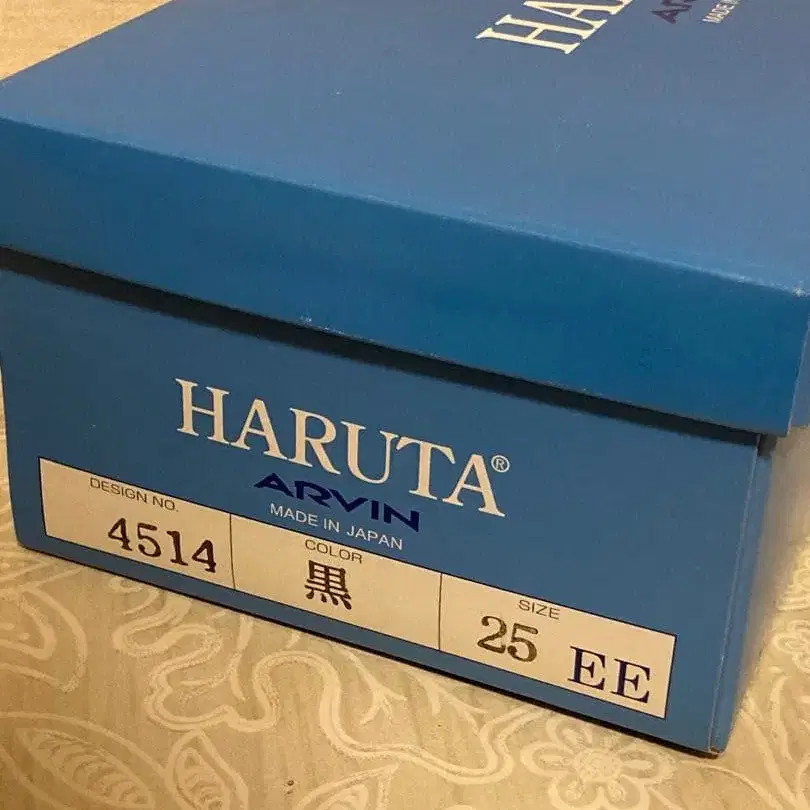 HARUTA®
ARVIN
MADE IN JAPAN
DESIGN NO.
4514
COLOR
黒
SIZE
25 EE